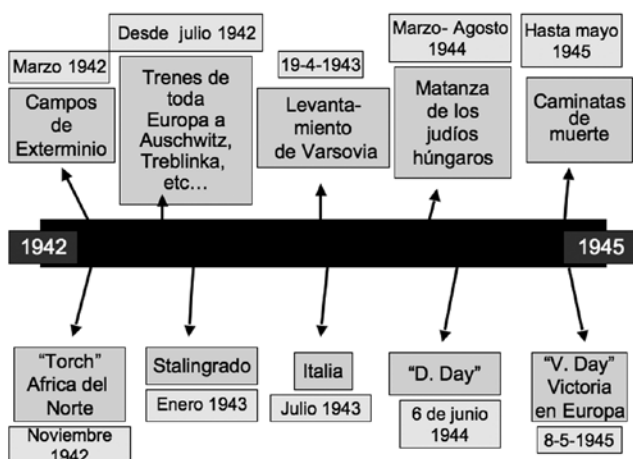 Marzo 1942
Campos
de
Exterminio
Desde julio 1942
Trenes de
toda
Europa a
Auschwitz,
Treblinka,
etc...
19-4-1943
Levanta-
miento
de Varsovia
Marzo- Agosto
1944
Matanza
de los
judíos
húngaros
Hasta mayo
1945
Caminatas
de
muerte
1942
1945
"Torch"
Africa del
Norte
Noviembre
1942
Stalingrado
Enero 1943
Italia
Julio 1943
"D. Day"
6 de junio
1944
"V. Day"
Victoria
en Europa
8-5-1945